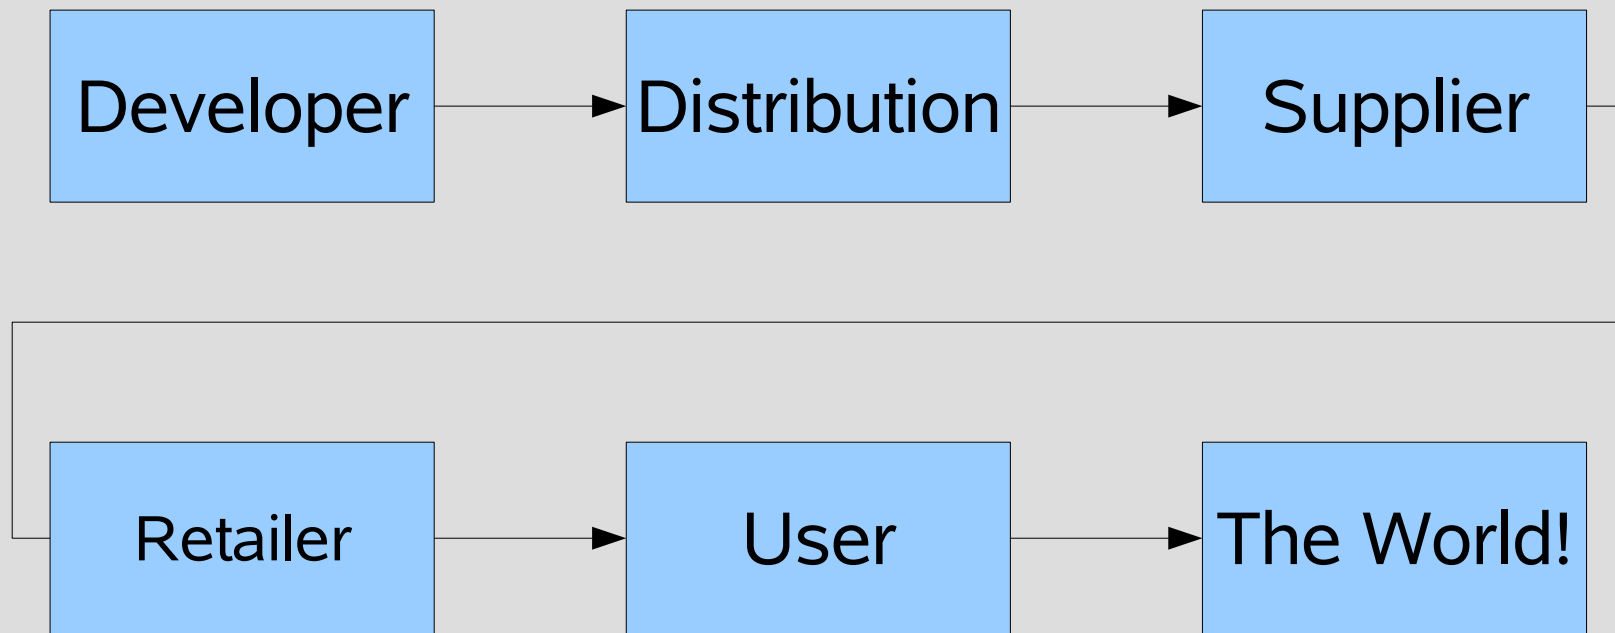 Developer
Distribution
Supplier
Retailer
User
The World!